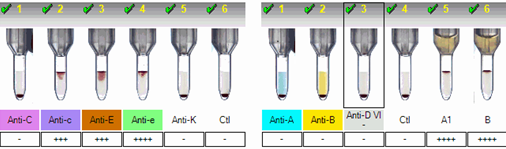 1 2 3 4 5 6
Anti-C Anti-c Anti-E Anti-e Anti-K Ctl
- +++ +++ ++++ - -
1 2 3 4 5 6
Anti-A Anti-B Anti-D VI - Ctl A1 B
- - - - ++++ ++++